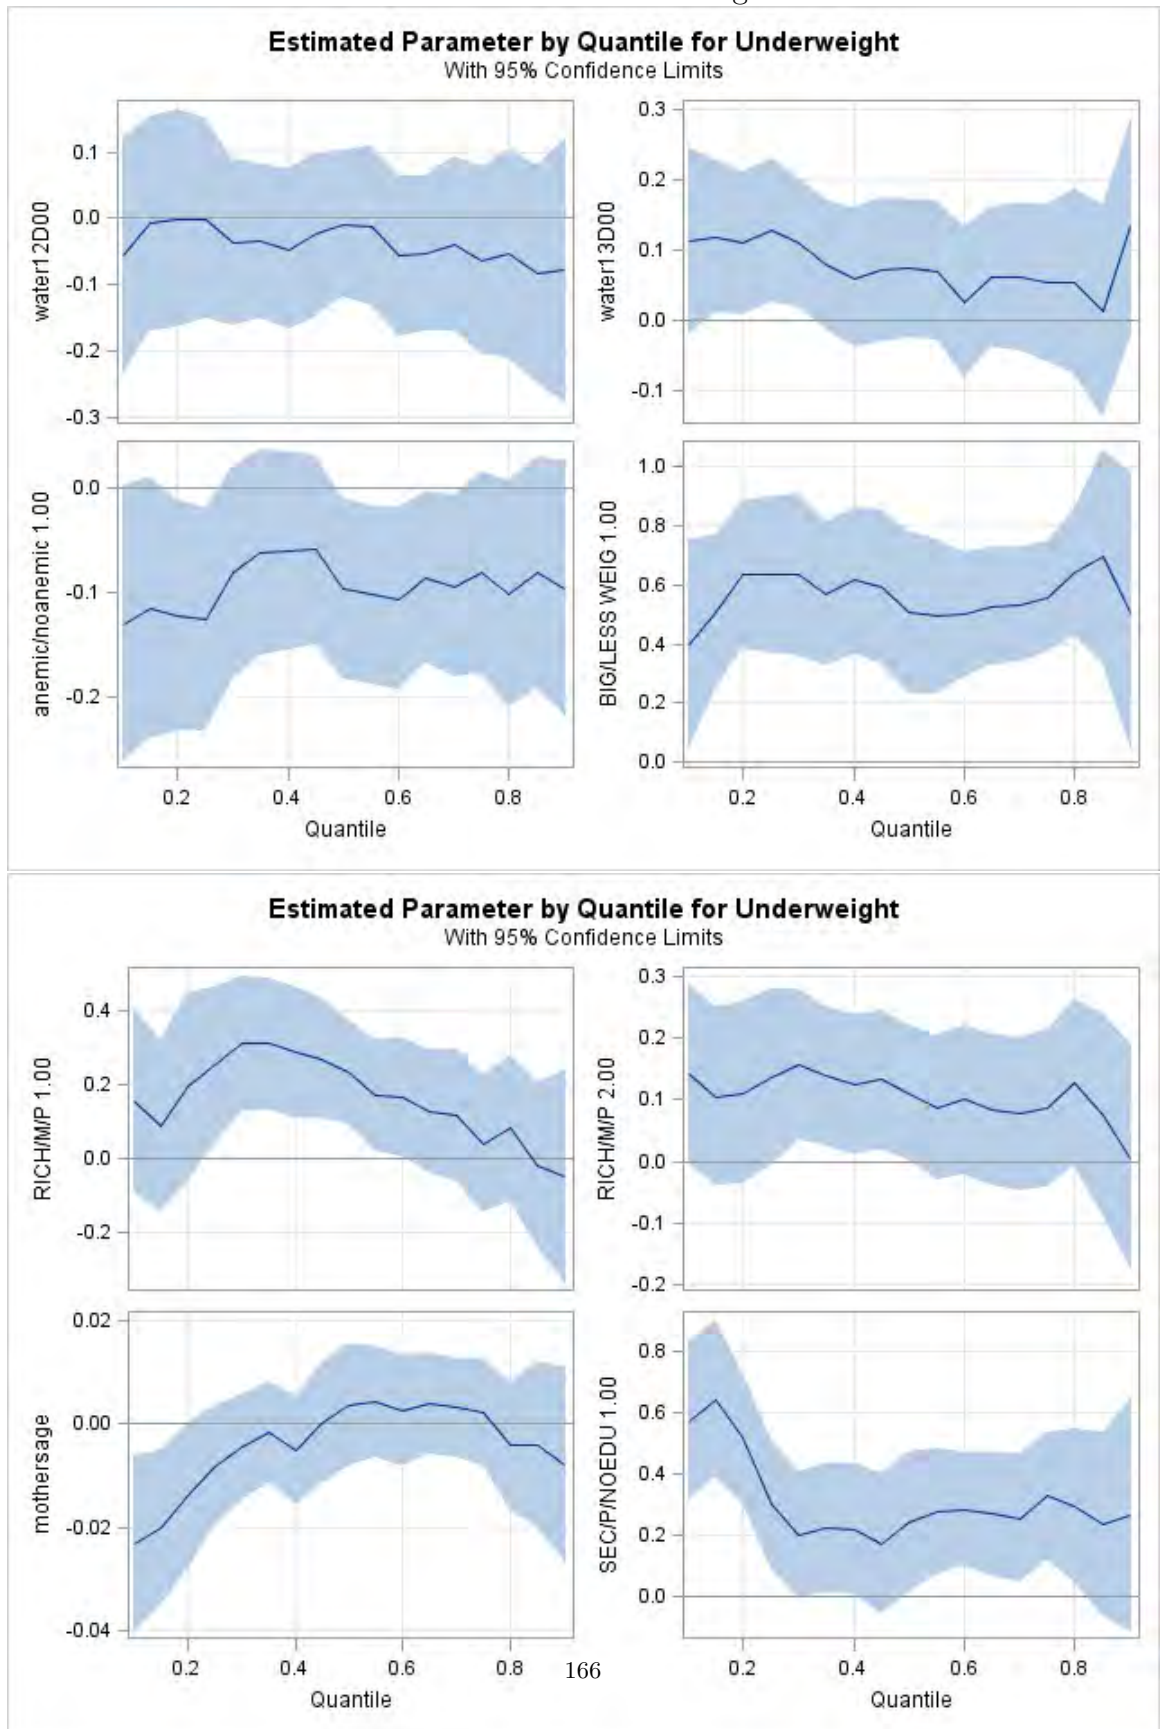 Estimated Parameter by Quantile for Underweight
With 95% Confidence Limits
water12D00
0.1
0.0
-0.1
-0.2
-0.3
water13D00
0.3
0.2
0.1
0.0
-0.1
anemic/noanemic 1.00
0.0
-0.1
-0.2
0.2 0.4 0.6 0.8
Quantile
BIG/LESS WEIG 1.00
1.0
0.8
0.6
0.4
0.2
0.0
0.2 0.4 0.6 0.8
Quantile
Estimated Parameter by Quantile for Underweight
With 95% Confidence Limits
RICH/M/P 1.00
0.4
0.2
0.0
-0.2
RICH/M/P 2.00
0.3
0.2
0.1
0.0
-0.1
-0.2
mothersage
0.02
0.00
-0.02
-0.04
0.2 0.4 0.6 0.8
Quantile
SEC/P/NOEDU 1.00
0.8
0.6
0.4
0.2
0.0
0.2 0.4 0.6 0.8
Quantile
166